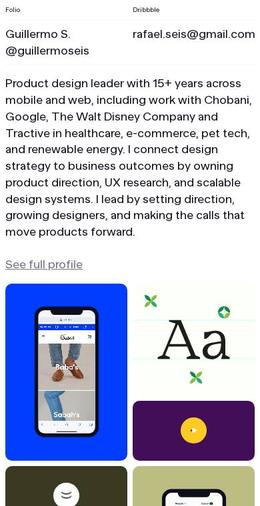 Folio
Dribbble
Guillermo S.
rafael.seis@gmail.com
@guillermoseis
Product design leader with 15+ years across
mobile and web, including work with Chobani,
Google, The Walt Disney Company and
Tractive in healthcare, e-commerce, pet tech,
and renewable energy. I connect design
strategy to business outcomes by owning
product direction, UX research, and scalable
design systems. I lead by setting direction,
growing designers, and making the calls that
move products forward.
See full profile
Baba's
Sabah's
Aa